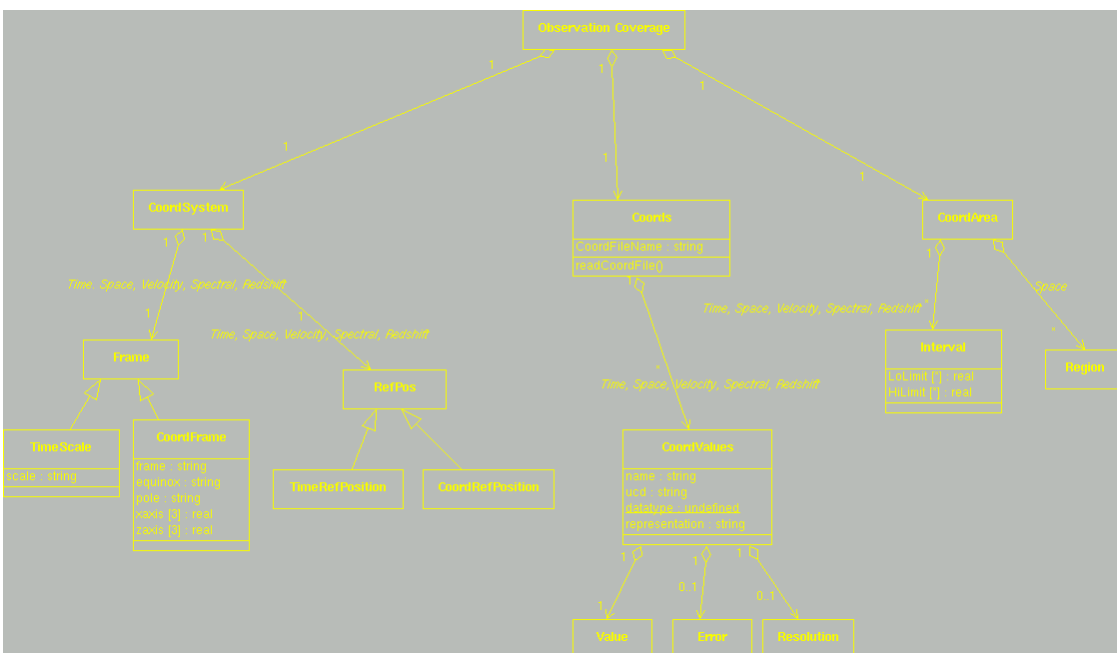 Observation Coverage
1
1
1
1
1
1
CoordSystem
Coords
CoordFileName : string
readCoordFile()
CoordArea
1
1
1
1
Time. Space, Velocity, Spectral, Redshift
Space
1
1
Time, Space, Velocity, Spectral, Redshift
Time, Space, Velocity, Spectral, Redshift
*
*
Frame
RefPos
Interval
LoLimit [*] : real
HiLimit [*] : real
Region
*
Time, Space, Velocity, Spectral, Redshift
TimeScale
scale : string
CoordFrame
frame : string
equinox : string
pole : string
xaxis [3] : real
zaxis [3] : real
TimeRefPosition
CoordRefPosition
CoordValues
name : string
ucd : string
datatype : undefined
representation : string
1
1
1
1
0..1
0..1
Value
Error
Resolution